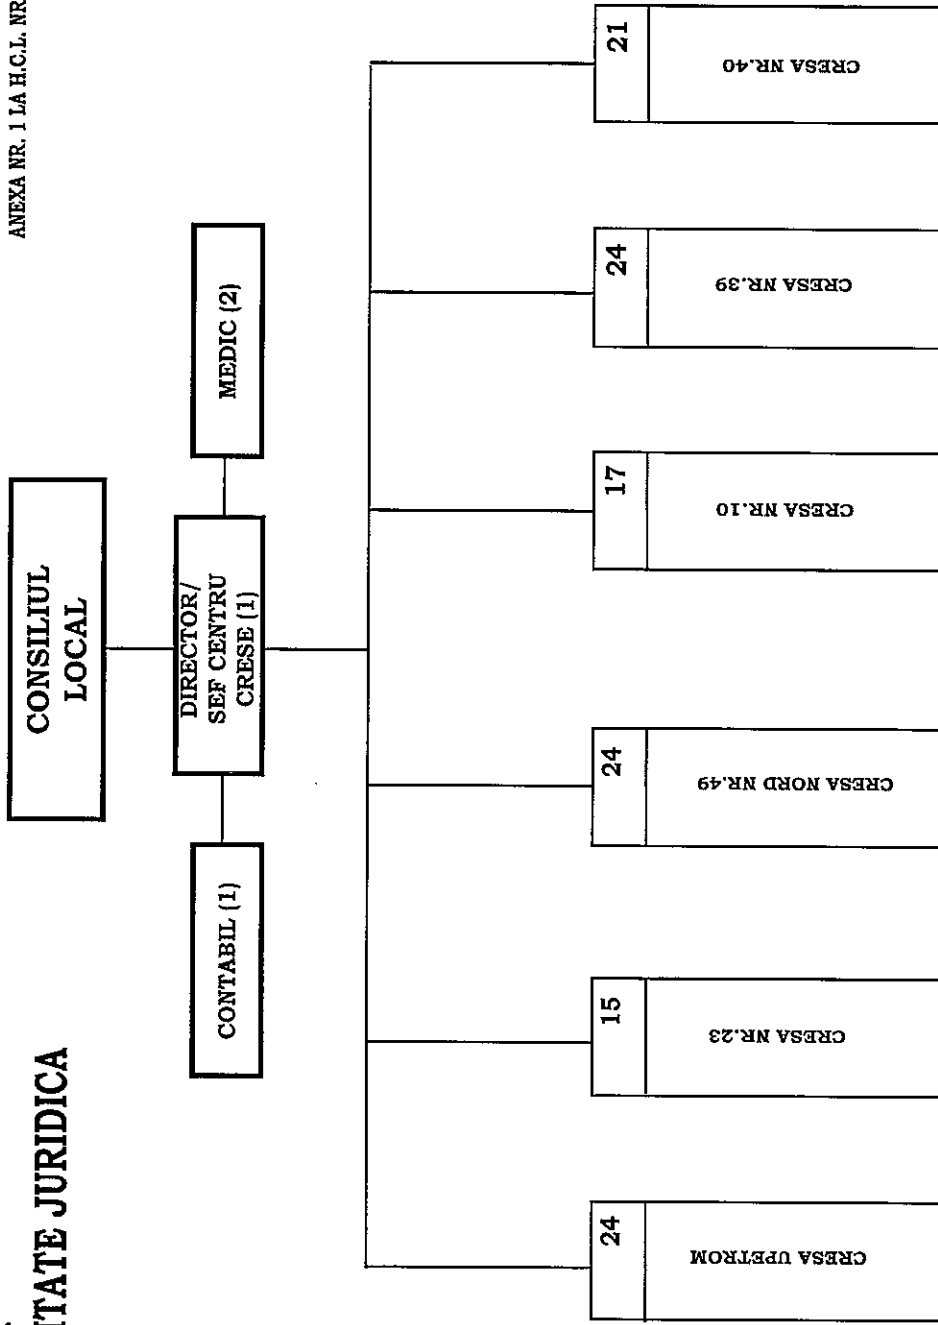 ANEXA NR. 1 LA H.C.L. NR
TATE JURIDICA
CONSILIUL
LOCAL
CONTABIL (1)
DIRECTOR/
SEF CENTRU
CRESE (1)
MEDIC (2)
24
CRESA UPETROM
15
CRESA NR.23
24
CRESA NORD NR.49
17
CRESA NR.10
24
CRESA NR.39
21
CRESA NR.40